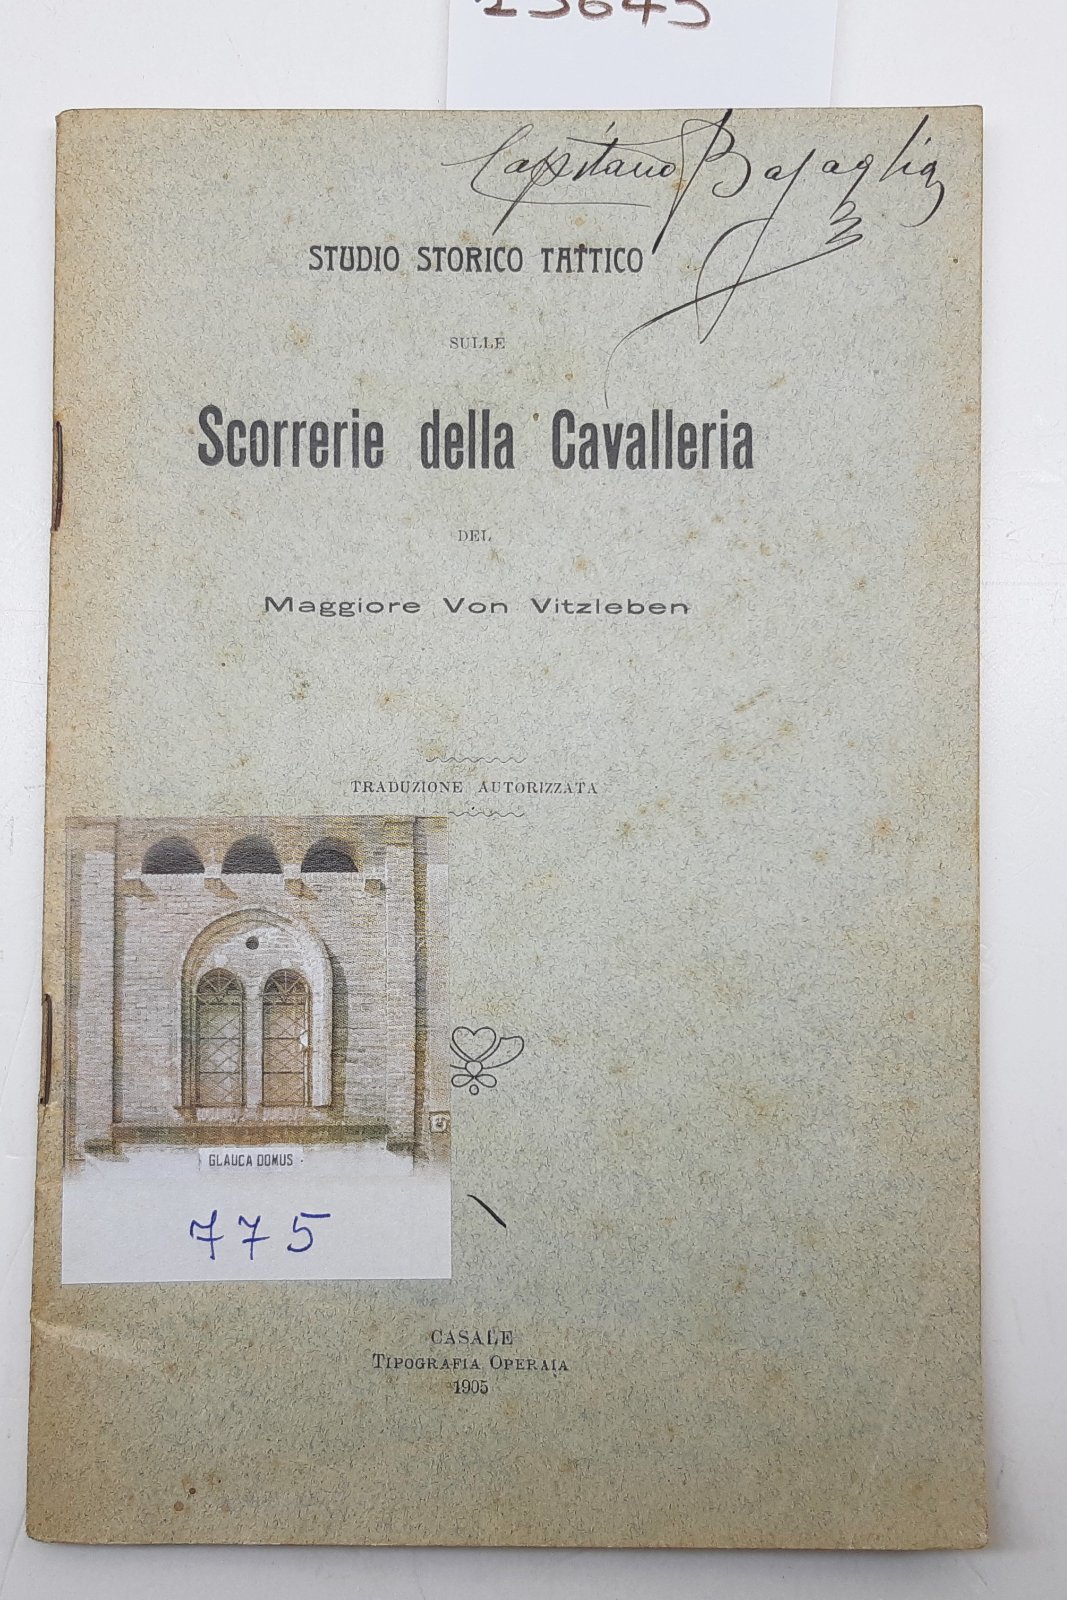 Capitano Basaglia
STUDIO STORICO TATTICO
SULLE
Scorrerie della Cavalleria
DEL
Maggiore Von Vitzleben
TRADUZIONE AUTORIZZATA
GLAUCA DOMUS
775
CASALE
TIPOGRAFIA OPERAIA
1905